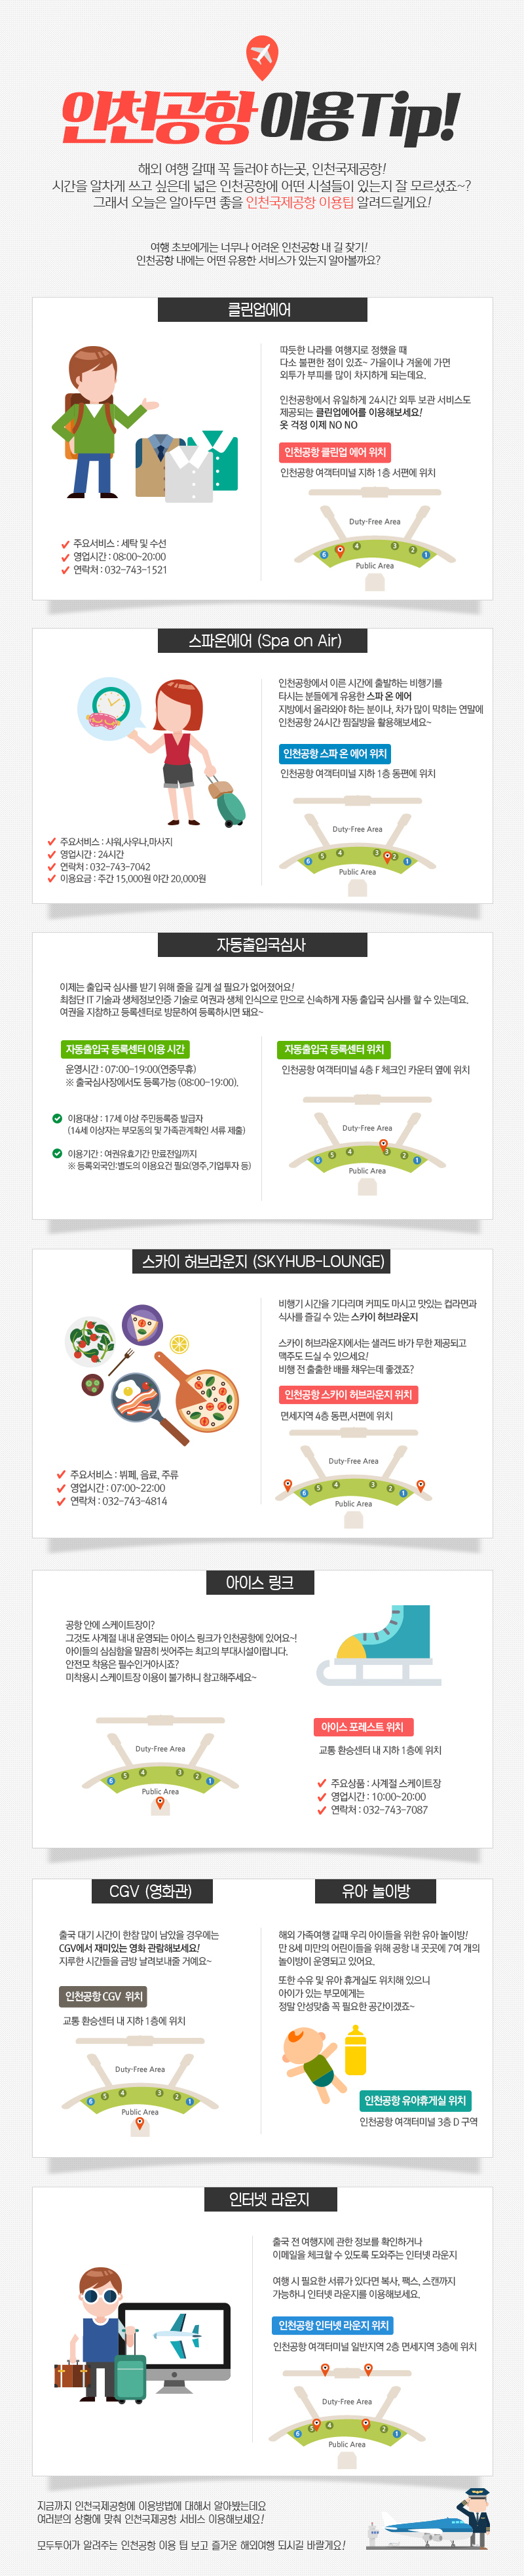 인천공항 이용Tip!
해외 여행 갈때 꼭 들러야 하는곳, 인천국제공항!
시간을 알차게 쓰고 싶은데 넓은 인천공항에 어떤 시설들이 있는지 잘 모르셨죠~?
그래서 오늘은 알아두면 좋을 인천국제공항 이용팁 알려드릴게요!
여행 초보에게는 너무나 어려운 인천공항 내 길 찾기!
인천공항 내에는 어떤 유용한 서비스가 있는지 알아볼까요?
클린업에어
따듯한 나라를 여행지로 정했을 때
다소 불편한 점이 있죠~ 가을이나 겨울에 가면
외투가 부피를 많이 차지하게 되는데요.
인천공항에서 유일하게 24시간 외투 보관 서비스도
제공되는 클린업에어를 이용해보세요!
옷 걱정 이제 NO NO
인천공항 클린업 에어 위치
인천공항 여객터미널 지하 1층 서편에 위치
Duty-Free Area
6 4 3 2 1
Public Area
주요서비스 : 세탁 및 수선
영업시간 : 08:00~20:00
연락처 : 032-743-1521
스파온에어 (Spa on Air)
인천공항에서 이른 시간에 출발하는 비행기를
타시는 분들에게 유용한 스파 온 에어
지방에서 올라와야 하는 분이나, 차가 많이 막히는 연말에
인천공항 24시간 찜질방을 활용해보세요~
인천공항 스파 온 에어 위치
인천공항 여객터미널 지하 1층 동편에 위치
Duty-Free Area
6 5 4 3 2 1
Public Area
주요서비스 : 샤워,사우나,마사지
영업시간 : 24시간
연락처 : 032-743-7042
이용요금 : 주간 15,000원 야간 20,000원
자동출입국심사
이제는 출입국 심사를 받기 위해 줄을 길게 설 필요가 없어졌어요!
최첨단 IT 기술과 생체정보인증 기술로 여권과 생체 인식으로 만으로 신속하게 자동 출입국 심사를 할 수 있는데요.
여권을 지참하고 등록센터로 방문하여 등록하시면 돼요~
자동출입국 등록센터 이용 시간
운영시간 : 07:00-19:00(연중무휴)
※ 출국심사장에서도 등록가능 (08:00-19:00).
이용대상 : 17세 이상 주민등록증 발급자
(14세 이상자는 부모동의 및 가족관계확인 서류 제출)
이용기간 : 여권유효기간 만료전일까지
※ 등록외국인:별도의 이용요건 필요(영주,기업투자 등)
자동출입국 등록센터 위치
인천공항 여객터미널 4층 F 체크인 카운터 옆에 위치
Duty-Free Area
6 5 4 3 2 1
Public Area
스카이 허브라운지 (SKYHUB-LOUNGE)
비행기 시간을 기다리며 커피도 마시고 맛있는 컵라면과
식사를 즐길 수 있는 스카이 허브라운지
스카이 허브라운지에서는 샐러드 바가 무한 제공되고
맥주도 드실 수 있으세요!
비행 전 출출한 배를 채우는데 좋겠죠?
인천공항 스카이 허브라운지 위치
면세지역 4층 동편,서편에 위치
Duty-Free Area
6 5 4 3 2 1
Public Area
주요서비스 : 뷔페, 음료, 주류
영업시간 : 07:00~22:00
연락처 : 032-743-4814
아이스 링크
공항 안에 스케이트장이?
그것도 사계절 내내 운영되는 아이스 링크가 인천공항에 있어요~!
아이들의 심심함을 말끔히 씻어주는 최고의 부대시설이랍니다.
안전모 착용은 필수인거아시죠?
미착용시 스케이트장 이용이 불가하니 참고해주세요~
Duty-Free Area
6 5 4 3 2 1
Public Area
아이스 포레스트 위치
교통 환승센터 내 지하 1층에 위치
주요상품 : 사계절 스케이트장
영업시간 : 10:00~20:00
연락처 : 032-743-7087
CGV (영화관)
출국 대기 시간이 한참 많이 남았을 경우에는
CGV에서 재미있는 영화 관람해보세요!
지루한 시간들을 금방 날려보내줄 거예요~
인천공항 CGV 위치
교통 환승센터 내 지하 1층에 위치
Duty-Free Area
6 5 4 3 2 1
Public Area
유아 놀이방
해외 가족여행 갈때 우리 아이들을 위한 유아 놀이방!
만 8세 미만의 어린이들을 위해 공항 내 곳곳에 7여 개의
놀이방이 운영되고 있어요.
또한 수유 및 유아 휴게실도 위치해 있으니
아이가 있는 부모에게는
정말 안성맞춤 꼭 필요한 공간이겠죠~
인천공항 유아휴게실 위치
인천공항 여객터미널 3층 D 구역
인터넷 라운지
출국 전 여행지에 관한 정보를 확인하거나
이메일을 체크할 수 있도록 도와주는 인터넷 라운지
여행 시 필요한 서류가 있다면 복사, 팩스, 스캔까지
가능하니 인터넷 라운지를 이용해보세요.
인천공항 인터넷 라운지 위치
인천공항 여객터미널 일반지역 2층 면세지역 3층에 위치
Duty-Free Area
6 5 4 2 1
Public Area
지금까지 인천국제공항에 이용방법에 대해서 알아봤는데요
여러분의 상황에 맞춰 인천국제공항 서비스 이용해보세요!
모두투어가 알려주는 인천공항 이용 팁 보고 즐거운 해외여행 되시길 바랄게요!